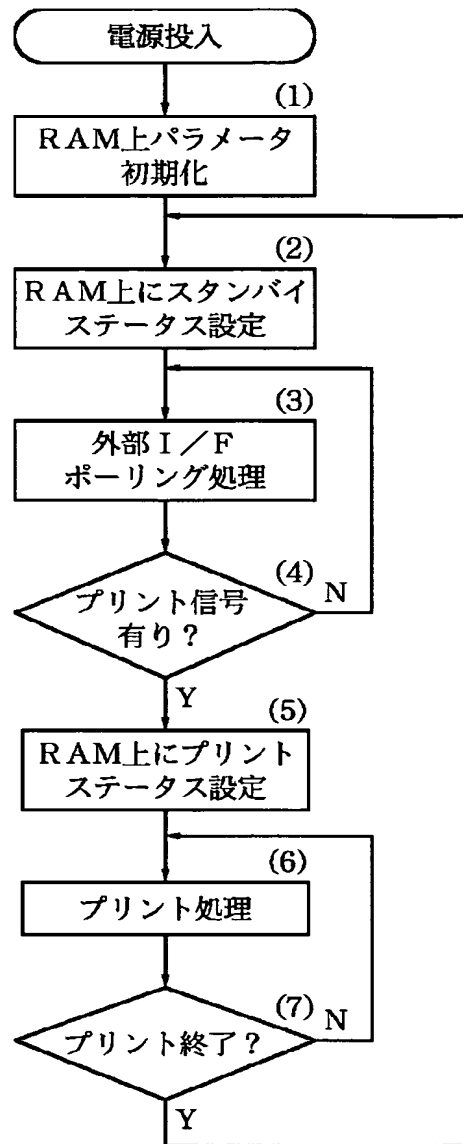 電源投入
(1)
ＲＡＭ上パラメータ
初期化
(2)
ＲＡＭ上にスタンバイ
ステータス設定
(3)
外部Ｉ／Ｆ
ポーリング処理
(4)
プリント信号
有り？
N
Y
(5)
ＲＡＭ上にプリント
ステータス設定
(6)
プリント処理
(7)
プリント終了？
N
Y